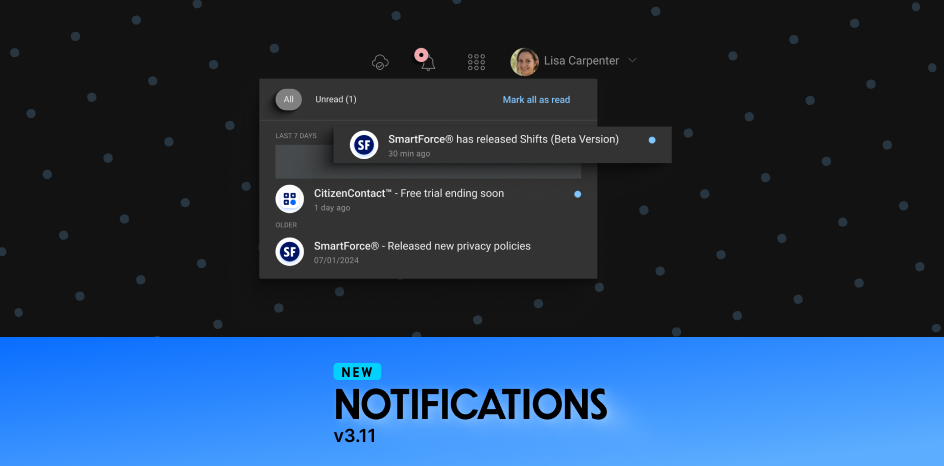 Lisa Carpenter
All
Unread (1)
Mark all as read
LAST 7 DAYS
SF
SmartForce® has released Shifts (Beta Version)
30 min ago
CitizenContact™ - Free trial ending soon
1 day ago
OLDER
SF
SmartForce® - Released new privacy policies
07/01/2024
NEW
NOTIFICATIONS
v3.11